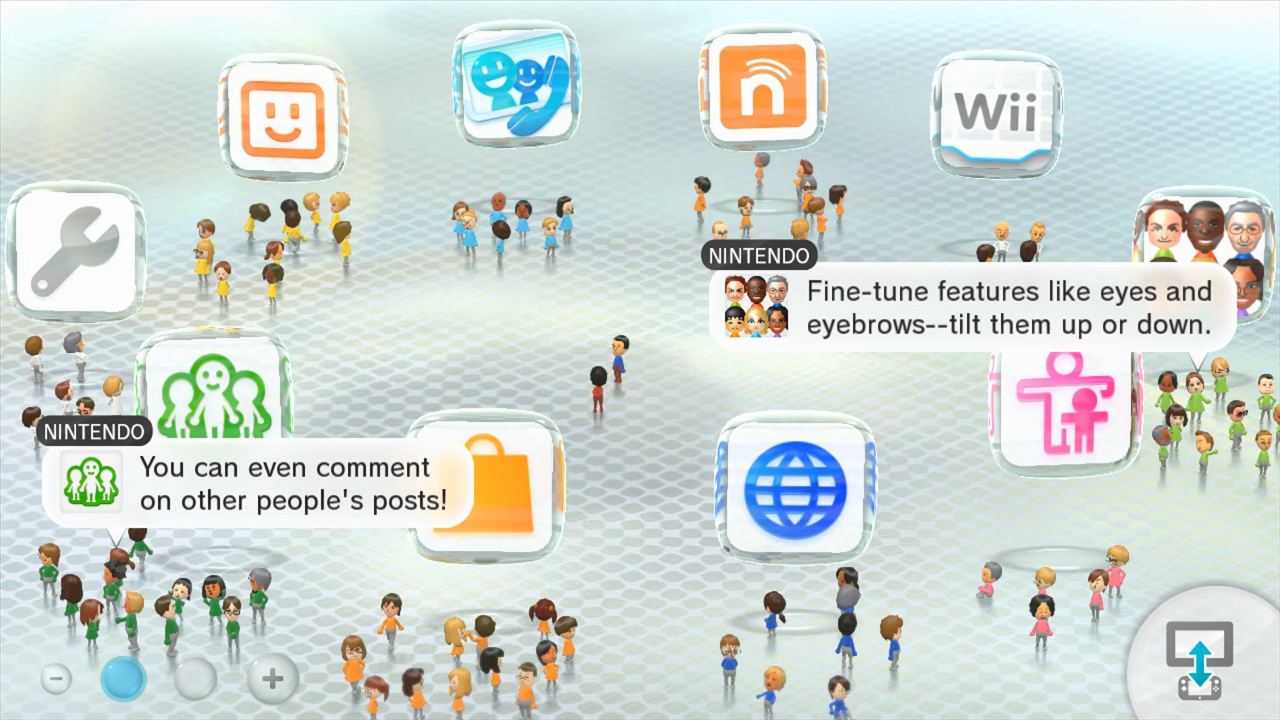 Wii
NINTENDO
Fine-tune features like eyes and
eyebrows--tilt them up or down.
NINTENDO
You can even comment
on other people's posts!